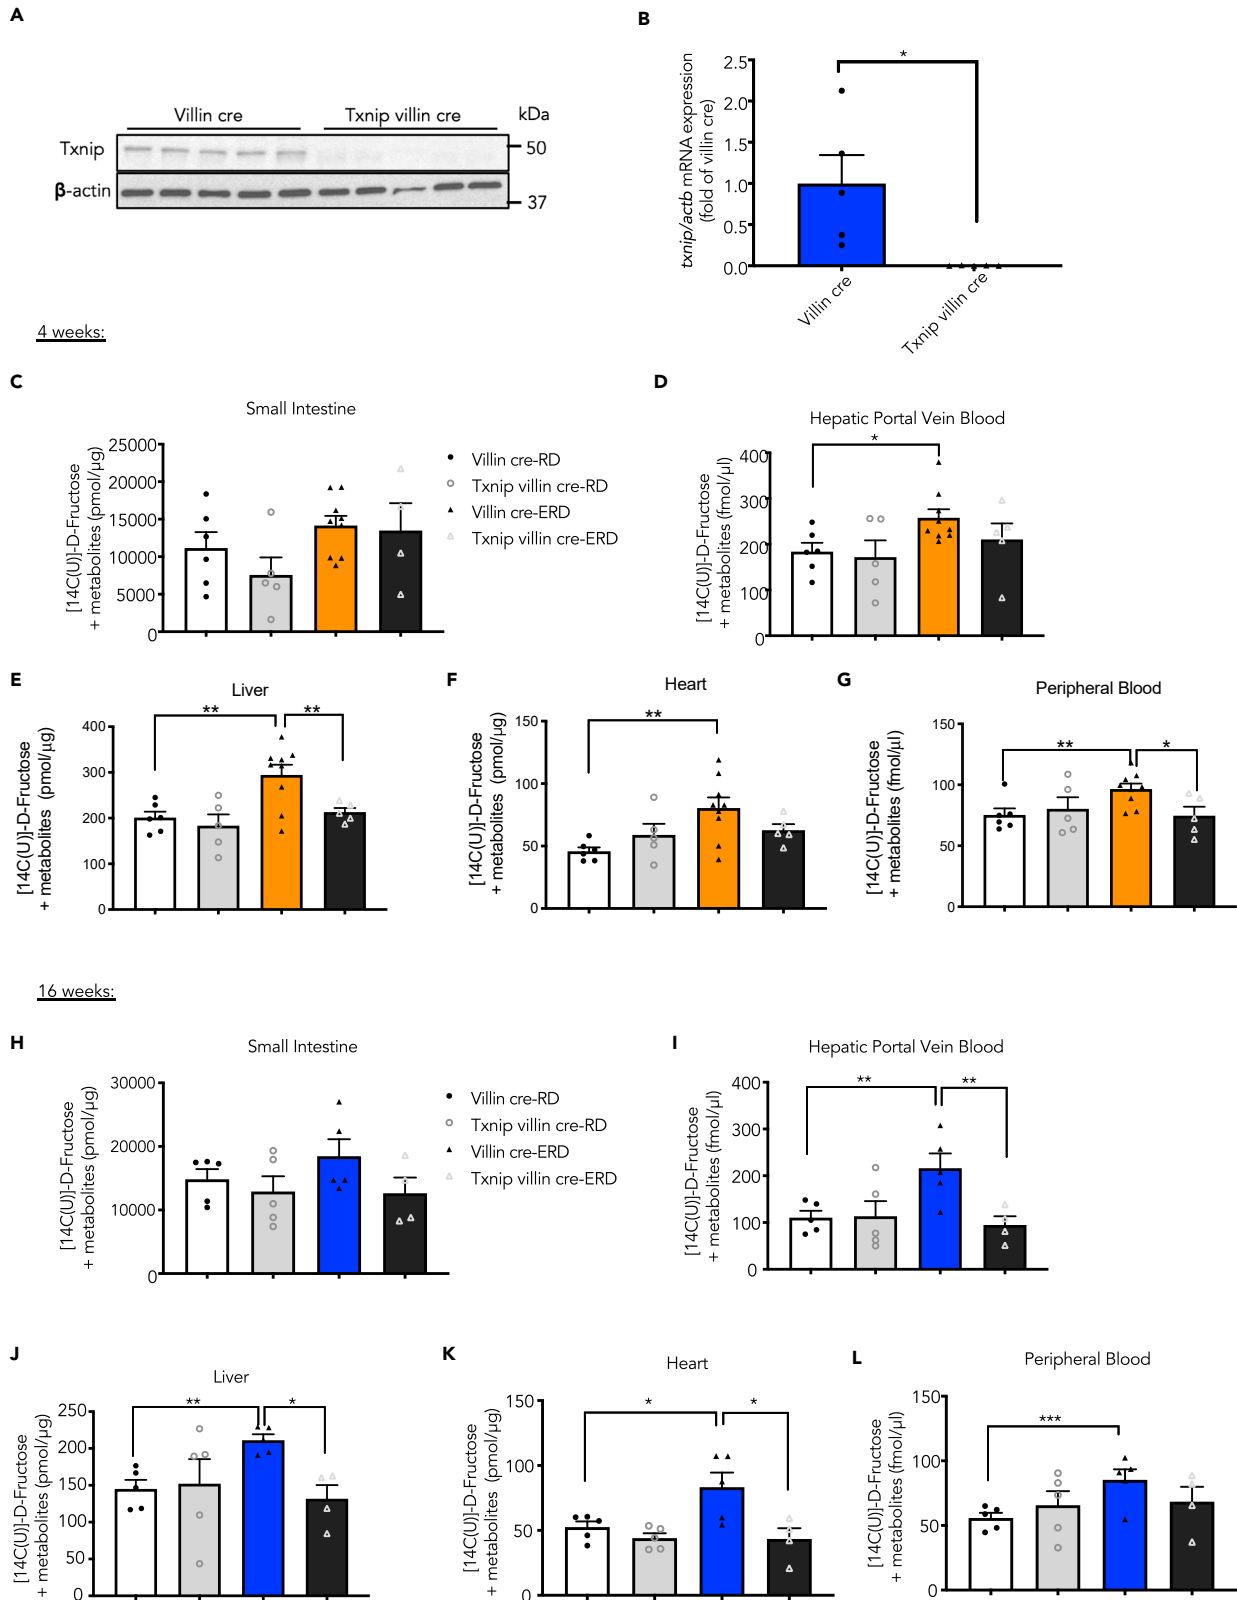 A
Villin cre
Txnip villin cre
kDa
Txnip
50
β-actin
37
B
txnip/actb mRNA expression
(fold of villin cre)
2.5
2.0
1.5
1.0
0.5
0.0
*
Villin cre
Txnip villin cre
4 weeks:
C
Small Intestine
[14C(U)]-D-Fructose
+ metabolites (pmol/µg)
25000
20000
15000
10000
5000
0
Villin cre-RD
Txnip villin cre-RD
Villin cre-ERD
Txnip villin cre-ERD
D
Hepatic Portal Vein Blood
[14C(U)]-D-Fructose
+ metabolites (fmol/µl)
400
300
200
100
0
*
E
Liver
[14C(U)]-D-Fructose
+ metabolites (pmol/µg)
400
300
200
100
0
**
**
F
Heart
[14C(U)]-D-Fructose
+ metabolites (pmol/µg)
150
100
50
0
**
G
Peripheral Blood
[14C(U)]-D-Fructose
+ metabolites (fmol/µl)
150
100
50
0
**
*
16 weeks:
H
Small Intestine
[14C(U)]-D-Fructose
+ metabolites (pmol/µg)
30000
20000
10000
0
Villin cre-RD
Txnip villin cre-RD
Villin cre-ERD
Txnip villin cre-ERD
I
Hepatic Portal Vein Blood
[14C(U)]-D-Fructose
+ metabolites (fmol/µl)
400
300
200
100
0
**
**
J
Liver
[14C(U)]-D-Fructose
+ metabolites (pmol/µg)
250
200
150
100
50
0
**
*
K
Heart
[14C(U)]-D-Fructose
+ metabolites (pmol/µg)
150
100
50
0
*
*
L
Peripheral Blood
[14C(U)]-D-Fructose
+ metabolites (fmol/µl)
150
100
50
0
***